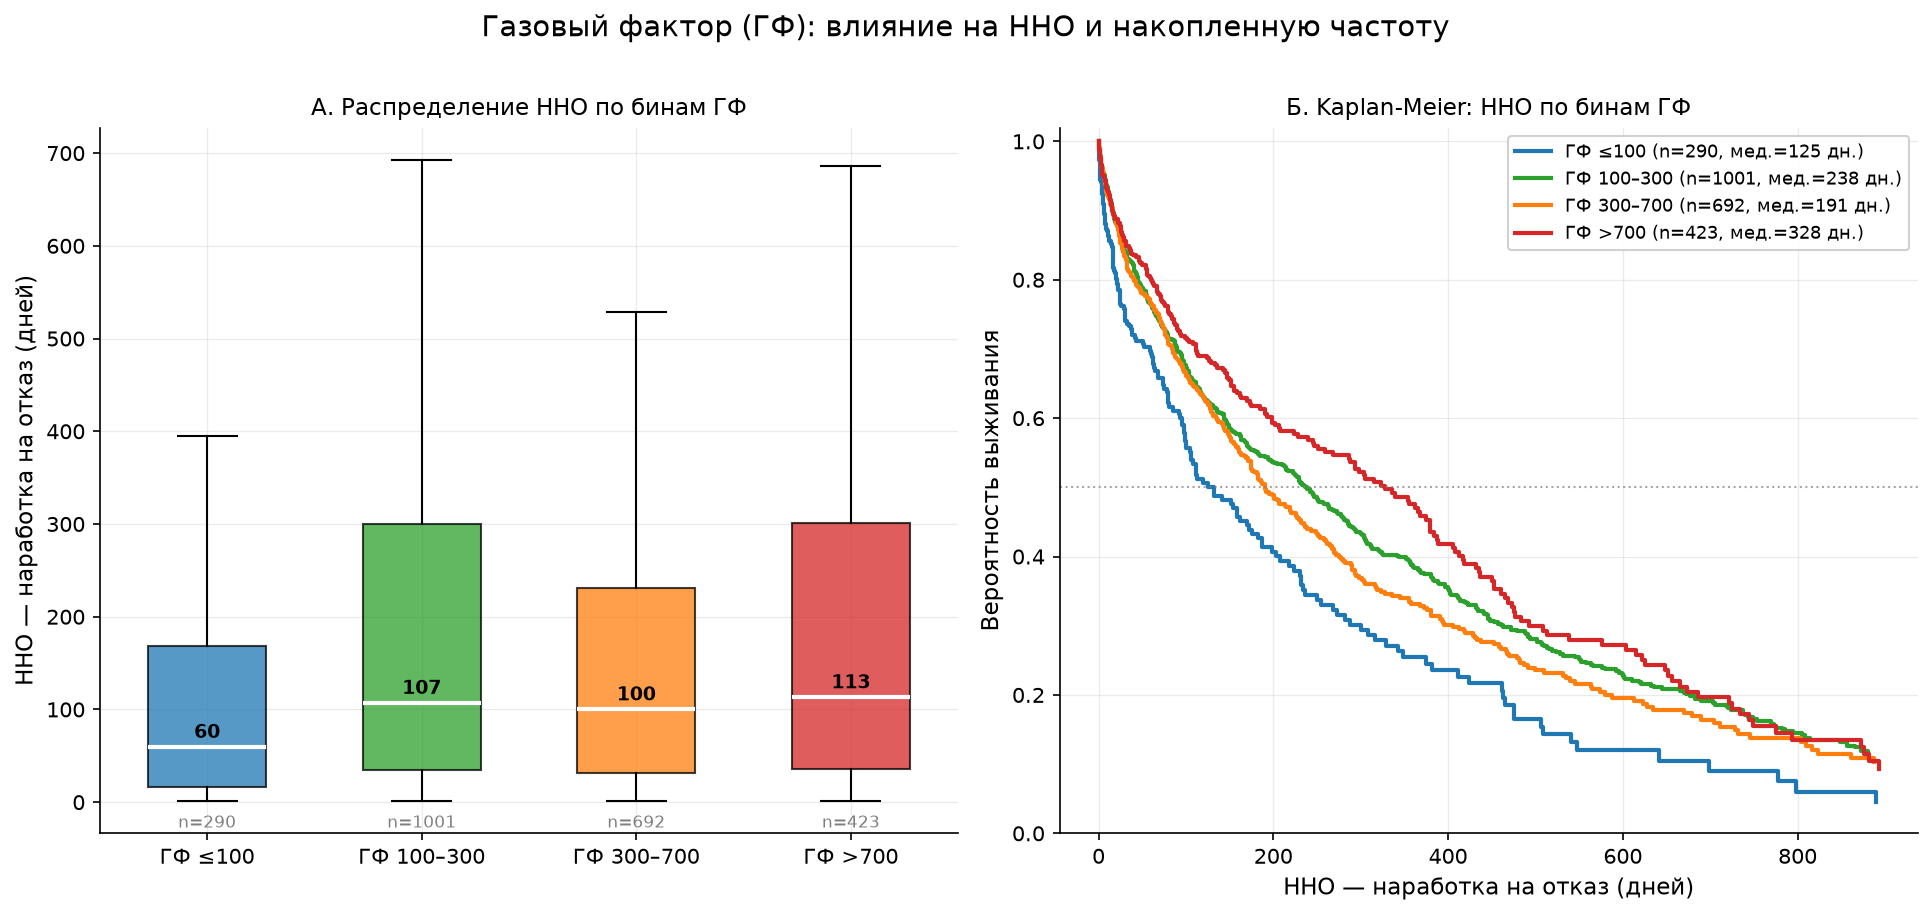 Газовый фактор (ГФ): влияние на ННО и накопленную частоту
А. Распределение ННО по бинам ГФ
ННО — наработка на отказ (дней)
700
600
500
400
300
200
100
0
60
107
100
113
n=290
n=1001
n=692
n=423
ГФ ≤100
ГФ 100–300
ГФ 300–700
ГФ >700
Б. Kaplan-Meier: ННО по бинам ГФ
Вероятность выживания
1.0
0.8
0.6
0.4
0.2
0.0
ГФ ≤100 (n=290, мед.=125 дн.)
ГФ 100–300 (n=1001, мед.=238 дн.)
ГФ 300–700 (n=692, мед.=191 дн.)
ГФ >700 (n=423, мед.=328 дн.)
0
200
400
600
800
ННО — наработка на отказ (дней)